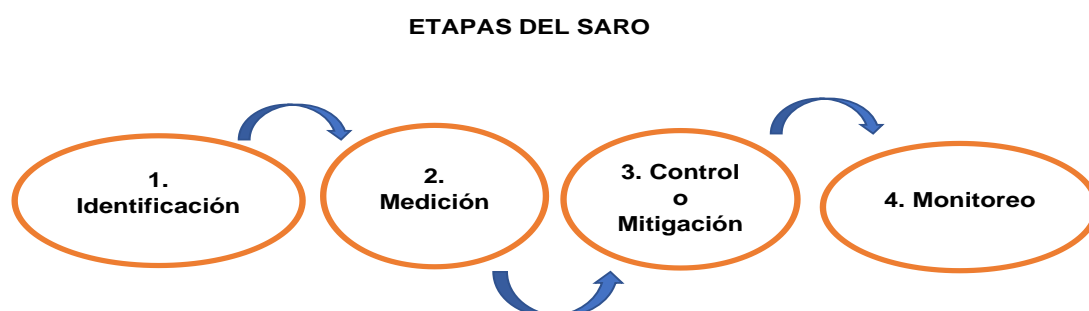 ETAPAS DEL SARO
1.
Identificación
2.
Medición
3. Control
o
Mitigación
4. Monitoreo